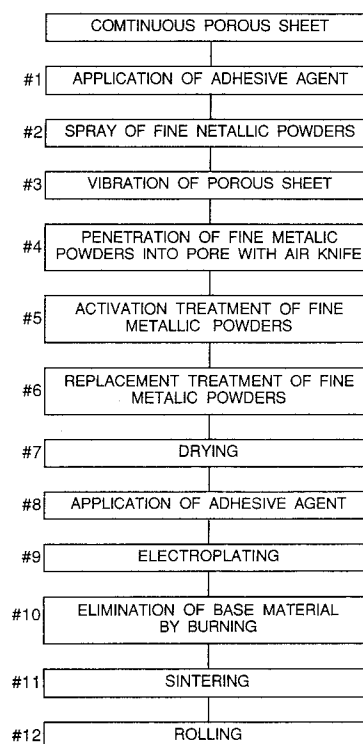 COMTINUOUS POROUS SHEET
#1 APPLICATION OF ADHESIVE AGENT
#2 SPRAY OF FINE NETALLIC POWDERS
#3 VIBRATION OF POROUS SHEET
#4 PENETRATION OF FINE METALIC
POWDERS INTO PORE WITH AIR KNIFE
#5 ACTIVATION TREATMENT OF FINE
METALLIC POWDERS
#6 REPLACEMENT TREATMENT OF FINE
METALIC POWDERS
#7 DRYING
#8 APPLICATION OF ADHESIVE AGENT
#9 ELECTROPLATING
#10 ELIMINATION OF BASE MATERIAL
BY BURNING
#11 SINTERING
#12 ROLLING